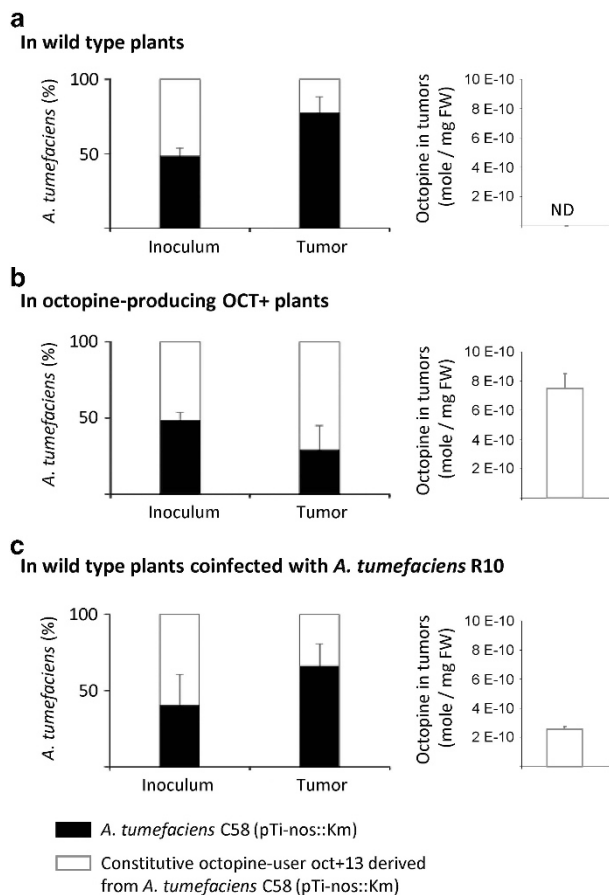 a
In wild type plants
A. tumefaciens (%)
100
50
Inoculum
Tumor
Octopine in tumors
(mole / mg FW)
10 E-10
8 E-10
6 E-10
4 E-10
2 E-10
ND
b
In octopine-producing OCT+ plants
A. tumefaciens (%)
100
50
Inoculum
Tumor
Octopine in tumors
(mole / mg FW)
10 E-10
8 E-10
6 E-10
4 E-10
2 E-10
c
In wild type plants coinfected with A. tumefaciens R10
A. tumefaciens (%)
100
50
Inoculum
Tumor
Octopine in tumors
(mole / mg FW)
10 E-10
8 E-10
6 E-10
4 E-10
2 E-10
A. tumefaciens C58 (pTi-nos::Km)
Constitutive octopine-user oct+13 derived
from A. tumefaciens C58 (pTi-nos::Km)